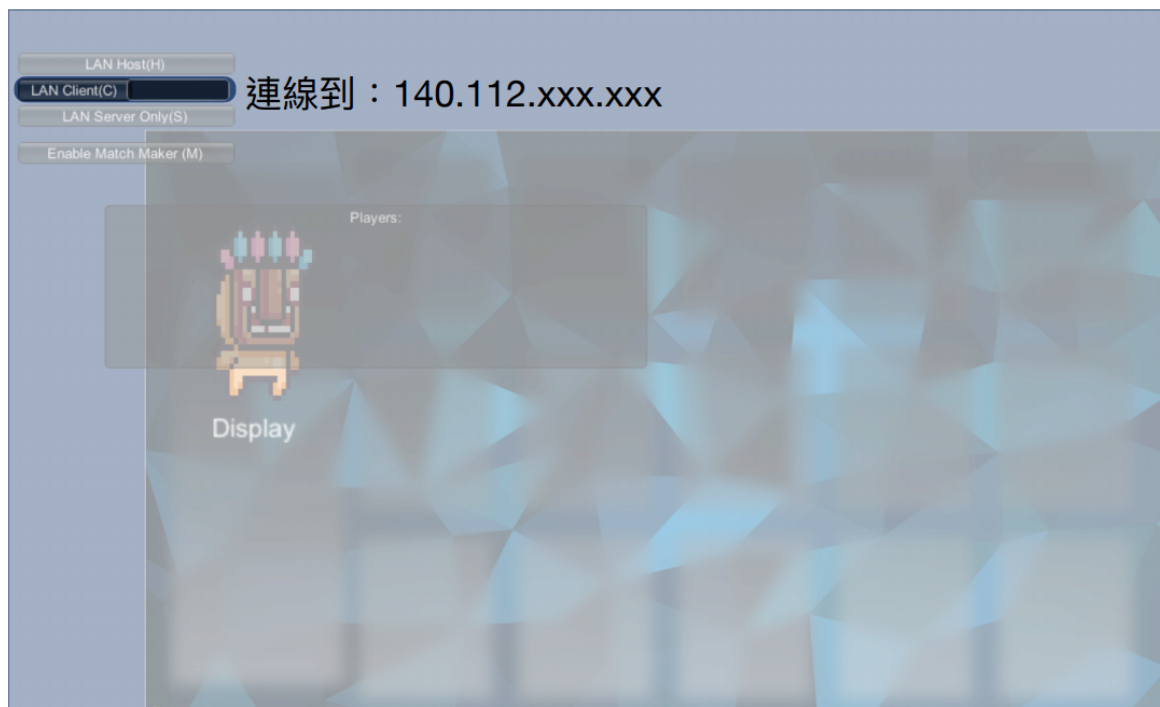 LAN Host(H)
LAN Client(C)
連線到：140.112.xxx.xxx
LAN Server Only(S)
Enable Match Maker (M)
Players:
Display